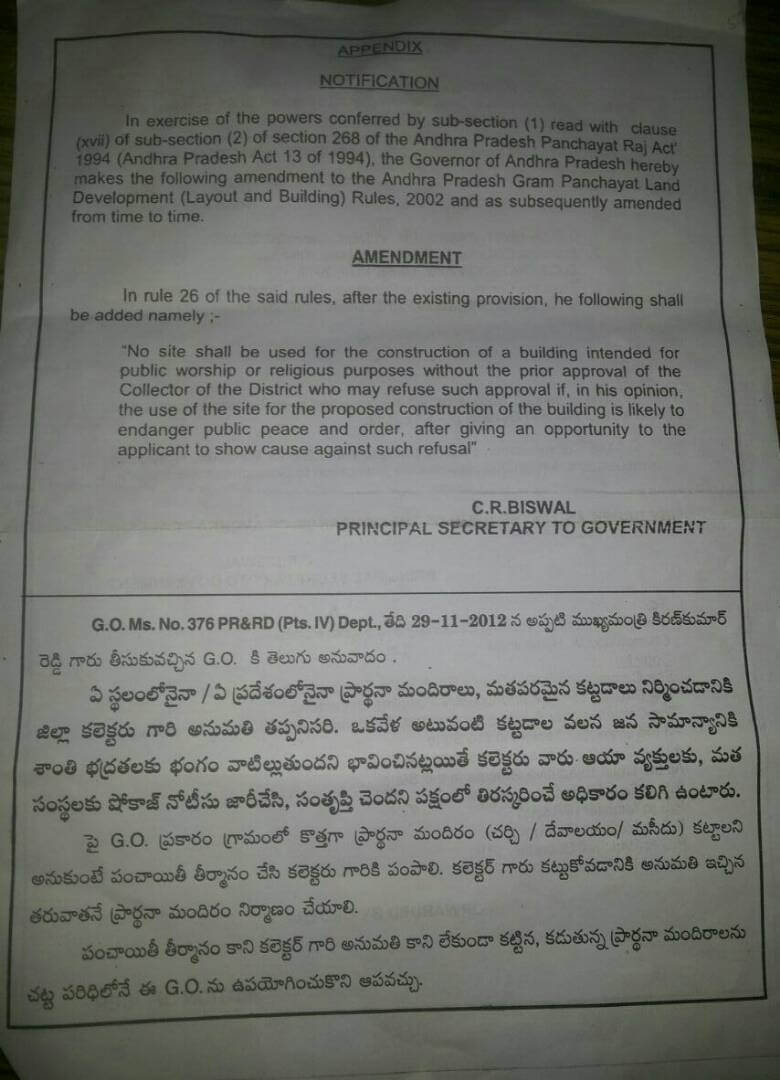 APPENDIX
NOTIFICATION
In exercise of the powers conferred by sub-section (1) read with clause
(xvii) of sub-section (2) of section 268 of the Andhra Pradesh Panchayat Raj Act'
1994 (Andhra Pradesh Act 13 of 1994), the Governor of Andhra Pradesh hereby
makes the following amendment to the Andhra Pradesh Gram Panchayat Land
Development (Layout and Building) Rules, 2002 and as subsequently amended
from time to time.
AMENDMENT
In rule 26 of the said rules, after the existing provision, he following shall
be added namely ;-
"No site shall be used for the construction of a building intended for
public worship or religious purposes without the prior approval of the
Collector of the District who may refuse such approval if, in his opinion,
the use of the site for the proposed construction of the building is likely to
endanger public peace and order, after giving an opportunity to the
applicant to show cause against such refusal"
C.R.BISWAL
PRINCIPAL SECRETARY TO GOVERNMENT
G.O. Ms. No. 376 PR&RD (Pts. IV) Dept., తేది 29-11-2012 న అప్పటి ముఖ్యమంత్రి కిరణ్‌కుమార్
రెడ్డి గారు తీసుకువచ్చిన G.O. కి తెలుగు అనువాదం .
ఏ స్థలంలోనైనా / ఏ ప్రదేశంలోనైనా ప్రార్థనా మందిరాలు, మతపరమైన కట్టడాలు నిర్మించడానికి
జిల్లా కలెక్టరు గారి అనుమతి తప్పనిసరి. ఒకవేళ అటువంటి కట్టడాల వలన జన సామాన్యానికి
శాంతి భద్రతలకు భంగం వాటిల్లుతుందని భావించినట్లయితే కలెక్టరు వారు ఆయా వ్యక్తులకు, మత
సంస్థలకు షోకాజ్ నోటీసు జారీచేసి, సంతృప్తి చెందని పక్షంలో తిరస్కరించే అధికారం కలిగి ఉంటారు.
పై G.O. ప్రకారం గ్రామంలో కొత్తగా ప్రార్థనా మందిరం (చర్చి / దేవాలయం/ మసీదు) కట్టాలని
అనుకుంటే పంచాయితీ తీర్మానం చేసి కలెక్టరు గారికి పంపాలి. కలెక్టర్ గారు కట్టుకోవడానికి అనుమతి ఇచ్చిన
తరువాతనే ప్రార్థనా మందిరం నిర్మాణం చేయాలి.
పంచాయితీ తీర్మానం కాని కలెక్టర్ గారి అనుమతి కాని లేకుండా కట్టిన, కడుతున్న ప్రార్థనా మందిరాలను
చట్ట పరిధిలోనే ఈ G.O. ను ఉపయోగించుకొని ఆపవచ్చు.